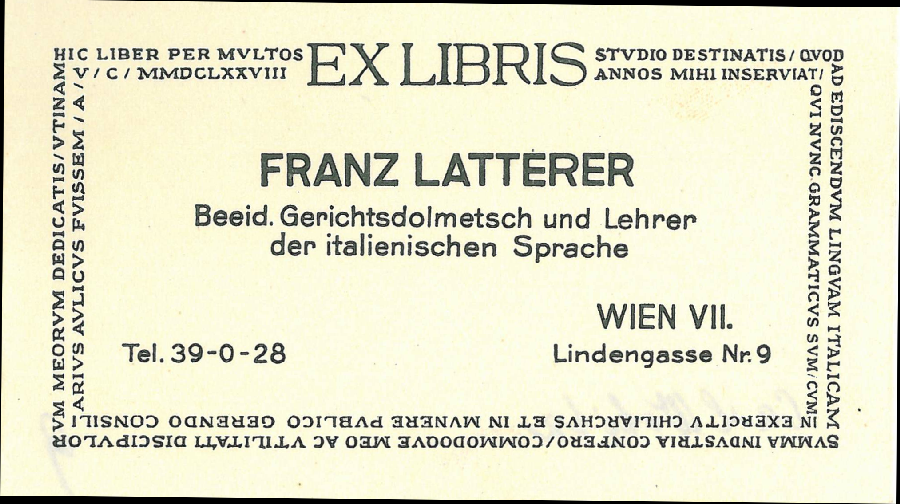 HIC LIBER PER MVLTOS
EX LIBRIS
STVDIO DESTINATIS/QVOD
AD EDISCENDVM LINGVAM ITALICAM
SVMMA INDVSTRIA CONFERO/COMMODOQVE MEO AC VTILITATI DISCIPVLOR
VM MEORVM DEDICATIS/VTINAM
ANNOS MIHI INSERVIAT/
QVI NVNC GRAMMATICVS SVM/CVM
IN EXERCITV CHILIARCHVS ET IN MVNERE PVBLICO GERENDO CONSILI
ARIVS AVLICVS FVISSEM/A/
V/C/MMDCLXXVIII
FRANZ LATTERER
Beeid. Gerichtsdolmetsch und Lehrer
der italienischen Sprache
WIEN VII.
Tel. 39-0-28
Lindengasse Nr. 9